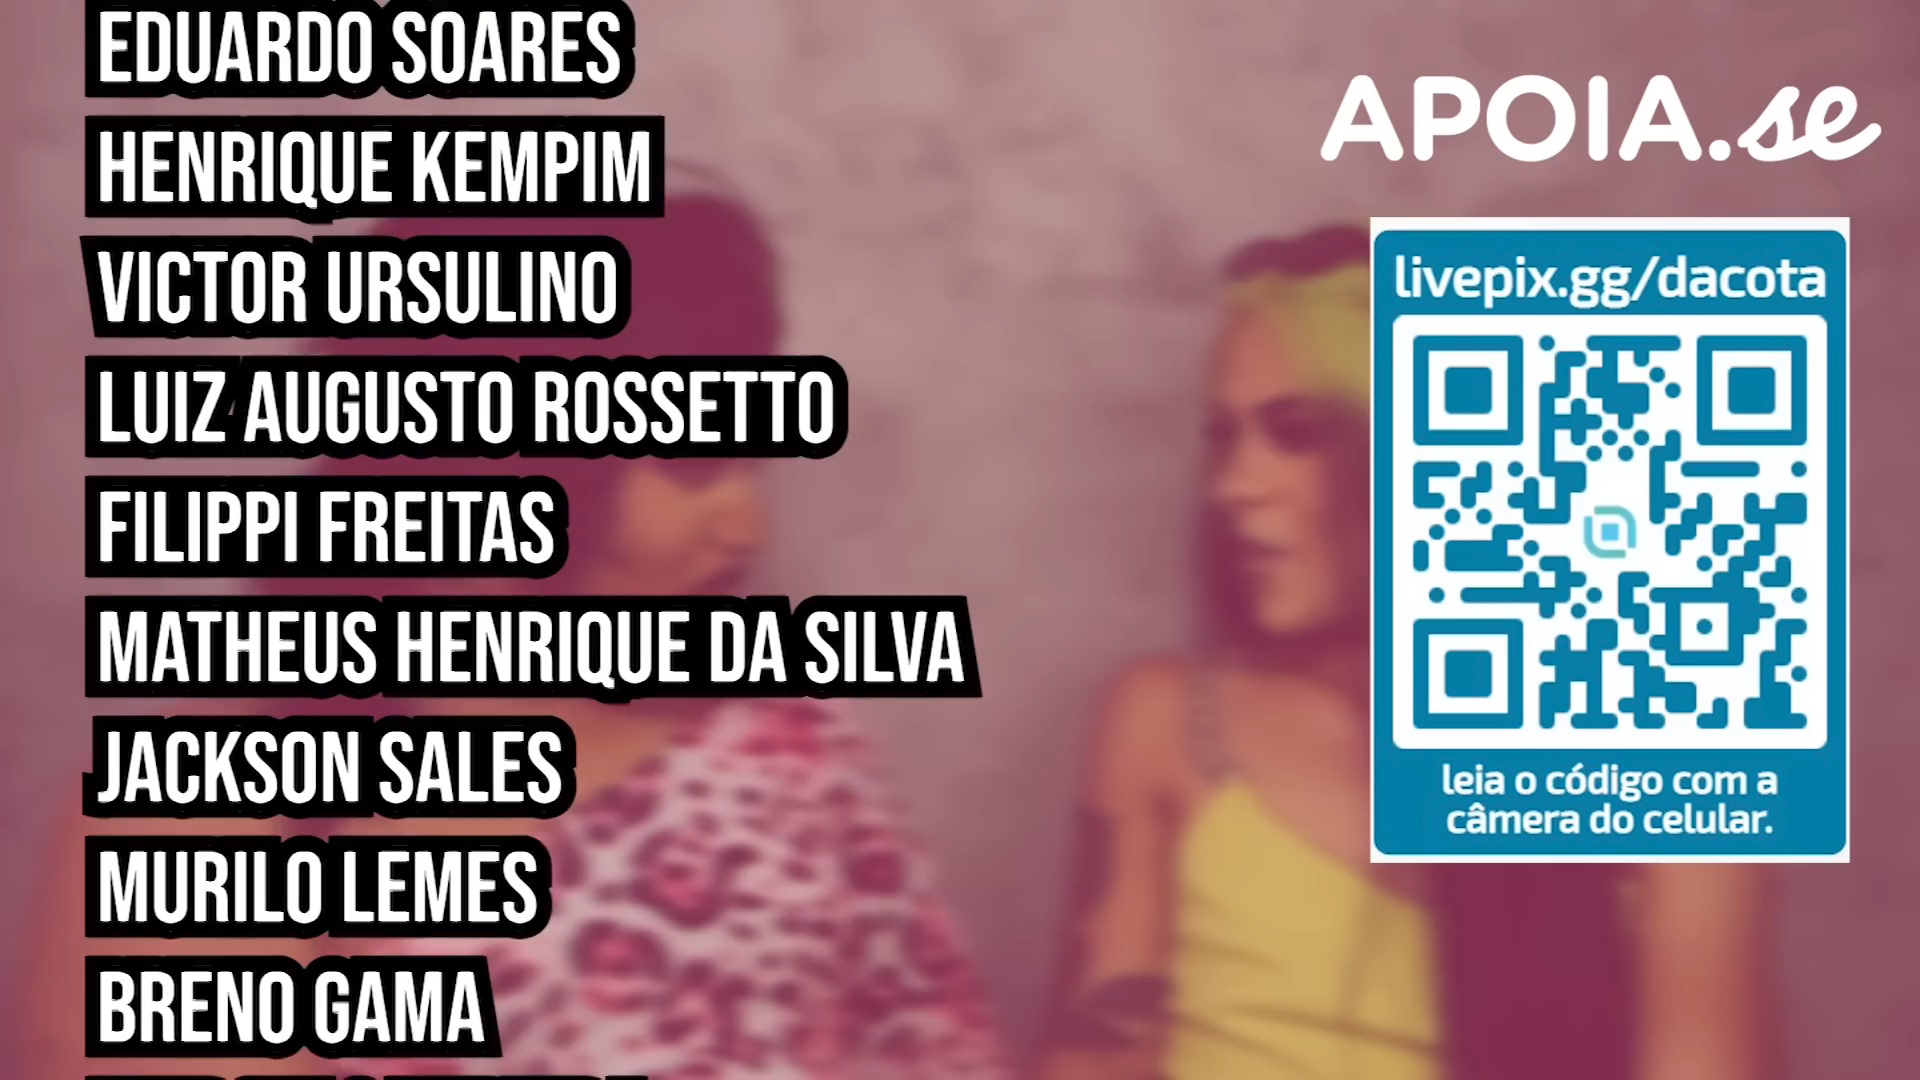 EDUARDO SOARES
HENRIQUE KEMPIM
VICTOR URSULINO
LUIZ AUGUSTO ROSSETTO
FILIPPI FREITAS
MATHEUS HENRIQUE DA SILVA
JACKSON SALES
MURILO LEMES
BRENO GAMA
APOIA.se
livepix.gg/dacota
leia o código com a
câmera do celular.